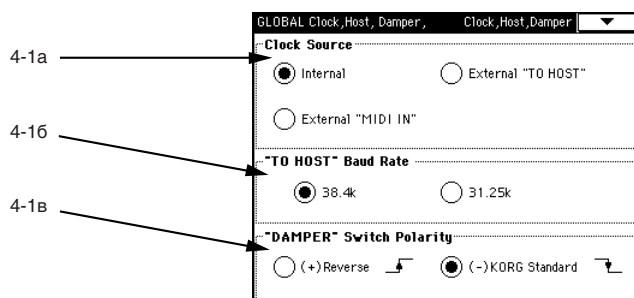 GLOBAL Clock,Host, Damper, Clock,Host,Damper
4-1а
Clock Source
Internal
External "TO HOST"
External "MIDI IN"
4-1б
"TO HOST" Baud Rate
38.4k
31.25k
4-1в
"DAMPER" Switch Polarity
(+)Reverse
(-)KORG Standard